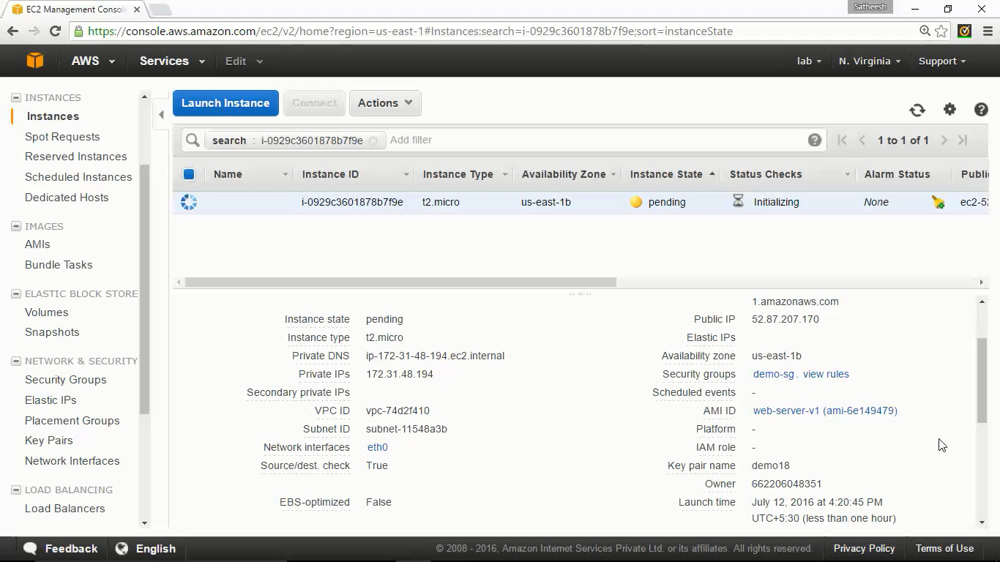 EC2 Management Consol
Satheesh
https://console.aws.amazon.com/ec2/v2/home?region=us-east-1#Instances:search=i-0929c3601878b7f9e;sort=instanceState
AWS Services Edit lab N. Virginia Support
INSTANCES
Instances
Spot Requests
Reserved Instances
Scheduled Instances
Dedicated Hosts
IMAGES
AMIs
Bundle Tasks
ELASTIC BLOCK STORE
Volumes
Snapshots
NETWORK & SECURITY
Security Groups
Elastic IPs
Placement Groups
Key Pairs
Network Interfaces
LOAD BALANCING
Load Balancers
Launch Instance Connect Actions
search : i-0929c3601878b7f9e Add filter 1 to 1 of 1
Name Instance ID Instance Type Availability Zone Instance State Status Checks Alarm Status Publi
i-0929c3601878b7f9e t2.micro us-east-1b pending Initializing None ec2-52
1.amazonaws.com
Instance state pending Public IP 52.87.207.170
Instance type t2.micro Elastic IPs
Private DNS ip-172-31-48-194.ec2.internal Availability zone us-east-1b
Private IPs 172.31.48.194 Security groups demo-sg . view rules
Secondary private IPs Scheduled events -
VPC ID vpc-74d2f410 AMI ID web-server-v1 (ami-6e149479)
Subnet ID subnet-11548a3b Platform -
Network interfaces eth0 IAM role -
Source/dest. check True Key pair name demo18
Owner 662206048351
EBS-optimized False Launch time July 12, 2016 at 4:20:45 PM
UTC+5:30 (less than one hour)
Feedback English © 2008 - 2016, Amazon Internet Services Private Ltd. or its affiliates. All rights reserved. Privacy Policy Terms of Use